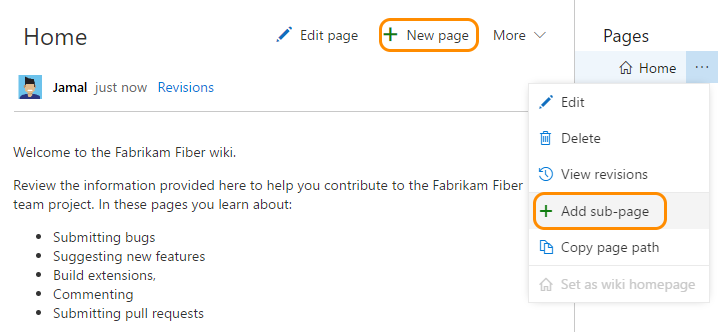 Home
Edit page
New page
More
Pages
Home
...
Jamal just now Revisions
Edit
Delete
View revisions
Add sub-page
Copy page path
Set as wiki homepage
Welcome to the Fabrikam Fiber wiki.
Review the information provided here to help you contribute to the Fabrikam Fiber
team project. In these pages you learn about:
• Submitting bugs
• Suggesting new features
• Build extensions,
• Commenting
• Submitting pull requests